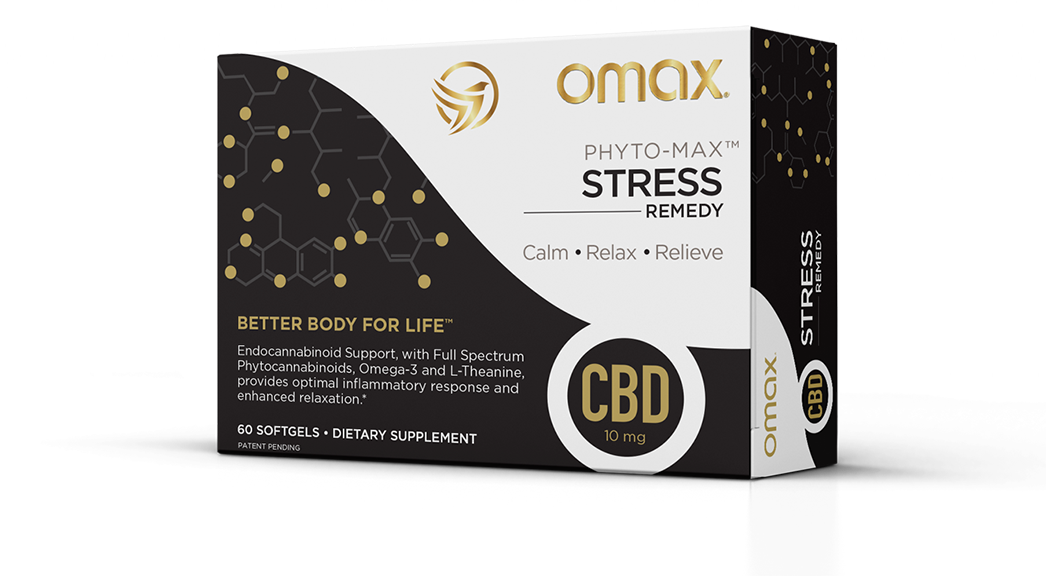 omax®
PHYTO-MAX™
STRESS
REMEDY
Calm • Relax • Relieve
BETTER BODY FOR LIFE™
Endocannabinoid Support, with Full Spectrum
Phytocannabinoids, Omega-3 and L-Theanine,
provides optimal inflammatory response and
enhanced relaxation.*
60 SOFTGELS • DIETARY SUPPLEMENT
PATENT PENDING
CBD
10 mg
STRESS
REMEDY
omax
CBD